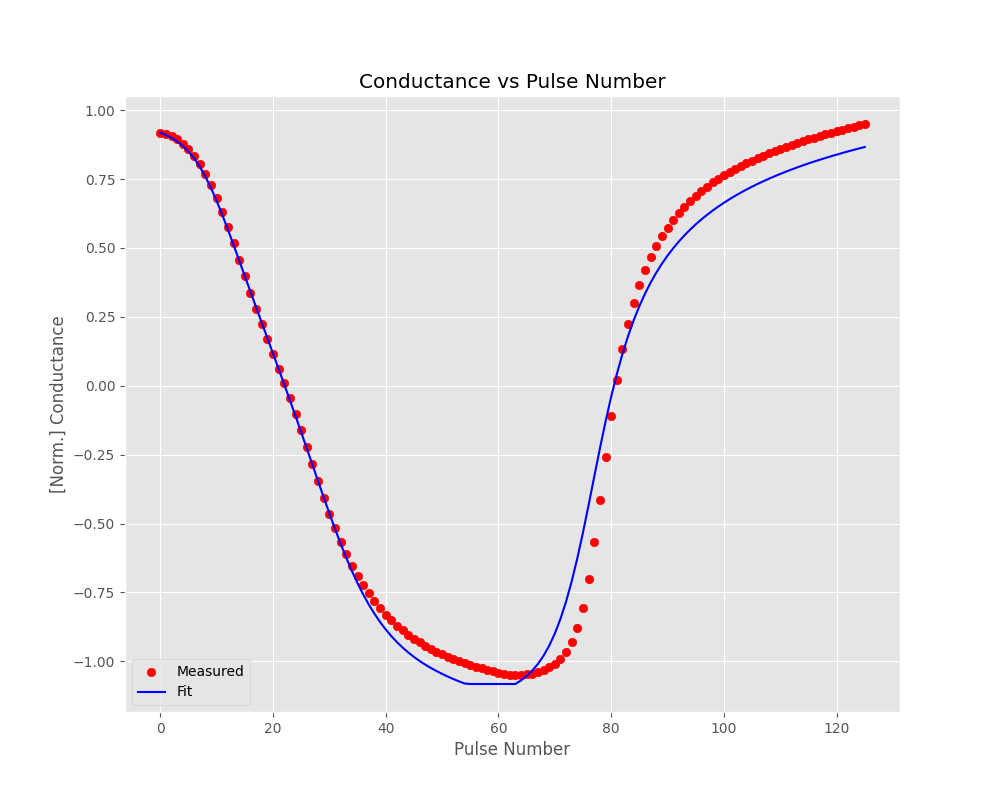 Conductance vs Pulse Number
[Norm.] Conductance
1.00
0.75
0.50
0.25
0.00
−0.25
−0.50
−0.75
−1.00
Measured
Fit
0 20 40 60 80 100 120
Pulse Number